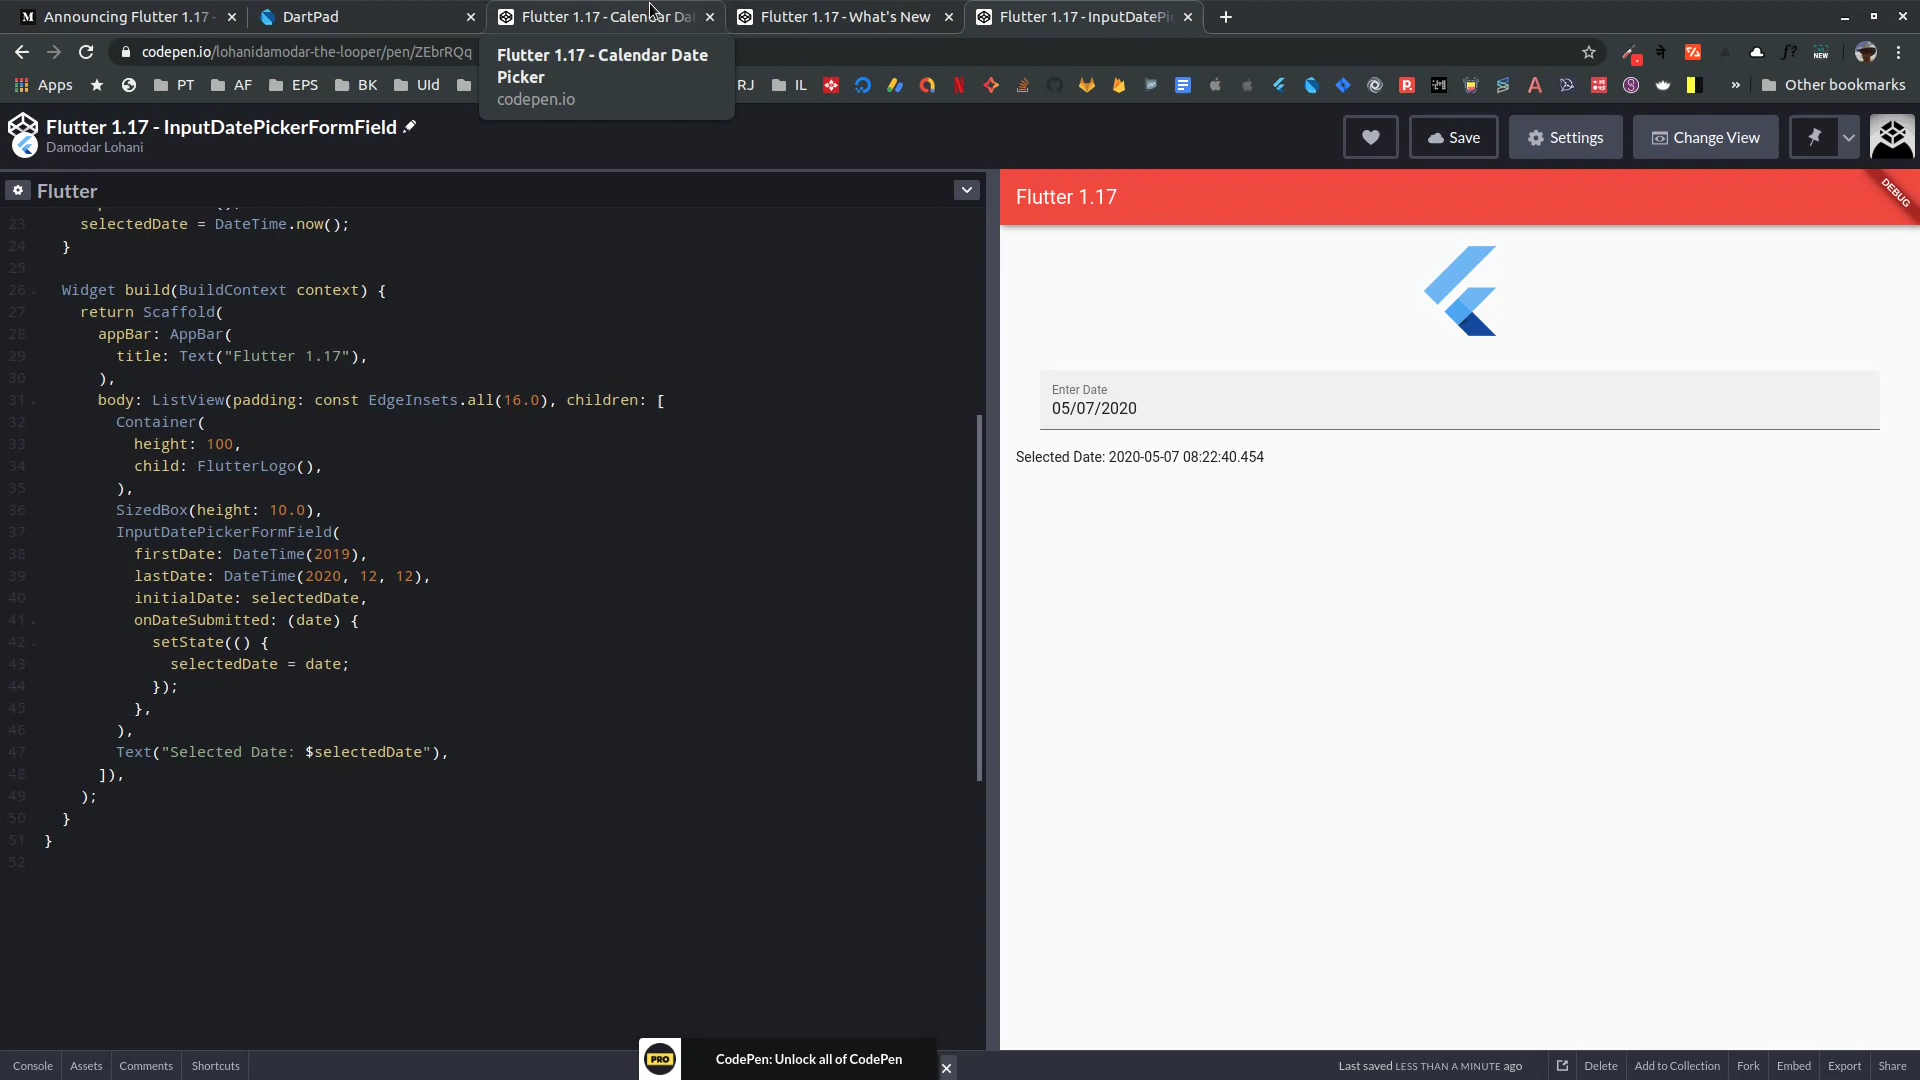 Announcing Flutter 1.17 -
DartPad
Flutter 1.17 - Calendar Da
Flutter 1.17 - What's New
Flutter 1.17 - InputDatePi
codepen.io/lohanidamodar-the-looper/pen/ZEbrRQq
Flutter 1.17 - Calendar Date
Picker
codepen.io
Apps
PT
AF
EPS
BK
UId
RJ
IL
Other bookmarks
Flutter 1.17 - InputDatePickerFormField
Damodar Lohani
Save
Settings
Change View
Flutter
23 selectedDate = DateTime.now();
24 }
25
26 Widget build(BuildContext context) {
27 return Scaffold(
28 appBar: AppBar(
29 title: Text("Flutter 1.17"),
30 ),
31 body: ListView(padding: const EdgeInsets.all(16.0), children: [
32 Container(
33 height: 100,
34 child: FlutterLogo(),
35 ),
36 SizedBox(height: 10.0),
37 InputDatePickerFormField(
38 firstDate: DateTime(2019),
39 lastDate: DateTime(2020, 12, 12),
40 initialDate: selectedDate,
41 onDateSubmitted: (date) {
42 setState(() {
43 selectedDate = date;
44 });
45 },
46 ),
47 Text("Selected Date: $selectedDate"),
48 ]),
49 );
50 }
51 }
52
Flutter 1.17
DEBUG
Enter Date
05/07/2020
Selected Date: 2020-05-07 08:22:40.454
Console
Assets
Comments
Shortcuts
PRO
CodePen: Unlock all of CodePen
Last saved LESS THAN A MINUTE ago
Delete
Add to Collection
Fork
Embed
Export
Share